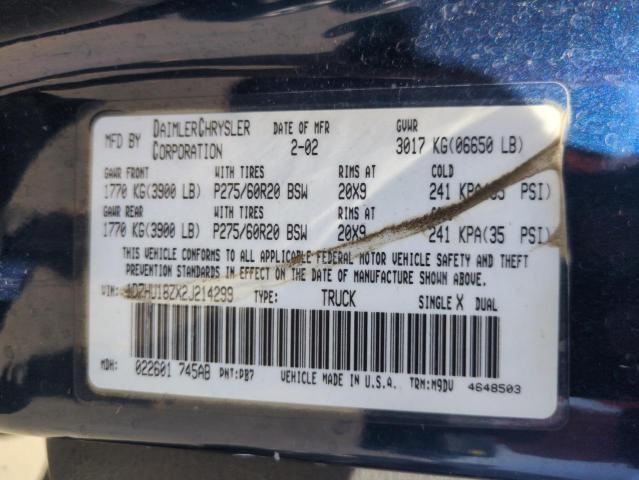 MFD BY DAIMLERCHRYSLER CORPORATION DATE OF MFR 2-02 GVWR 3017 KG(06650 LB)
GAWR FRONT WITH TIRES RIMS AT COLD
1770 KG(3900 LB) P275/60R20 BSW 20X9 241 KPA(35 PSI)
GAWR REAR WITH TIRES RIMS AT COLD
1770 KG(3900 LB) P275/60R20 BSW 20X9 241 KPA(35 PSI)
THIS VEHICLE CONFORMS TO ALL APPLICABLE FEDERAL MOTOR VEHICLE SAFETY AND THEFT
PREVENTION STANDARDS IN EFFECT ON THE DATE OF MANUFACTURE SHOWN ABOVE.
VIN: 1D7HU18ZX2J214299 TYPE: TRUCK SINGLE X DUAL
MDH: 022601 745AB PNT:PB7 VEHICLE MADE IN U.S.A. TRM:M9DV 4648503